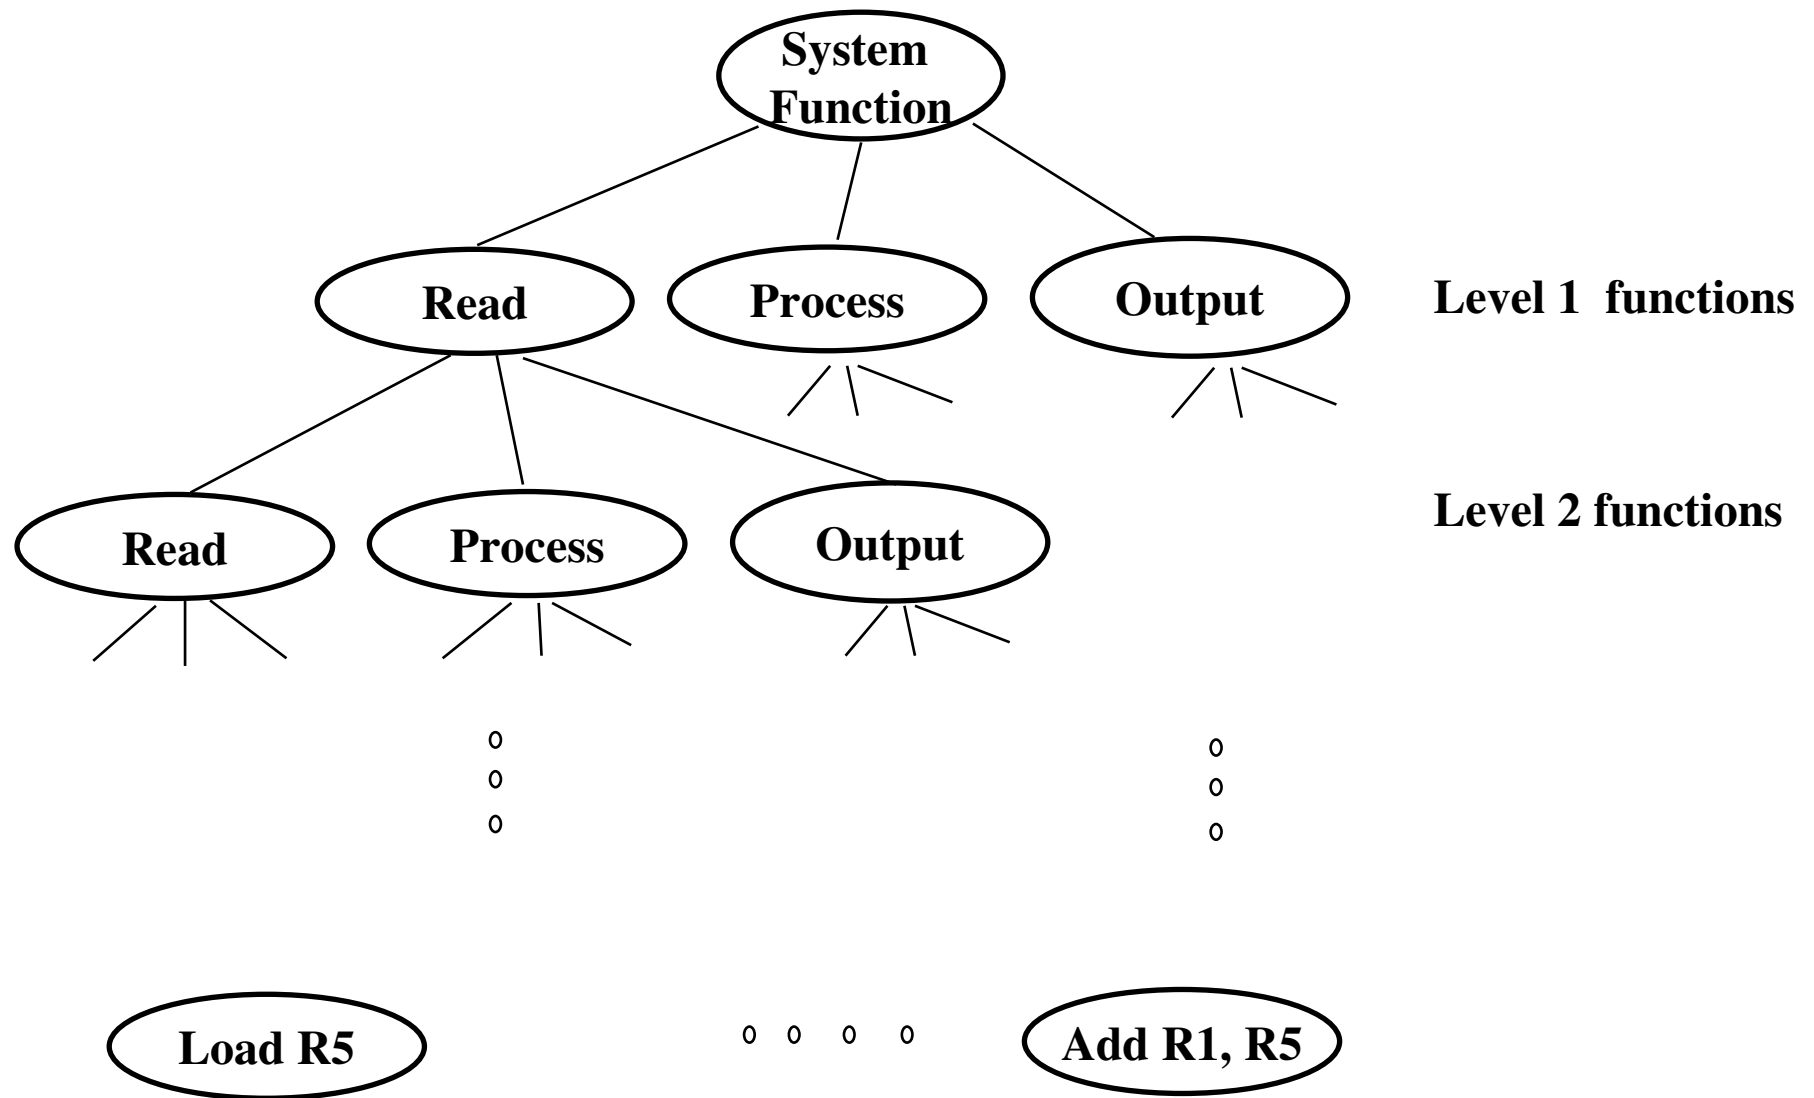 System
Function
Read
Process
Output
Level 1 functions
Read
Process
Output
Level 2 functions
Load R5
Add R1, R5